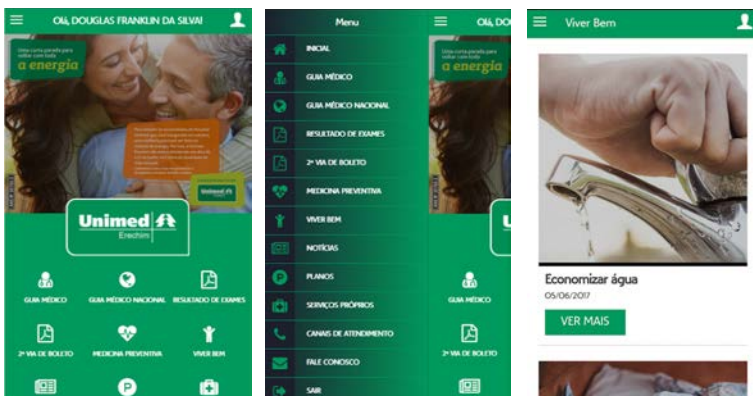 Olá, DOUGLAS FRANKLIN DA SILVA!
Uma curta parada para
voltar com toda
a energia
Unimed
Erechim
GUIA MÉDICO
GUIA MÉDICO NACIONAL
RESULTADO DE EXAMES
2ª VIA DE BOLETO
MEDICINA PREVENTIVA
VIVER BEM
Menu
INICIAL
GUIA MÉDICO
GUIA MÉDICO NACIONAL
RESULTADO DE EXAMES
2ª VIA DE BOLETO
MEDICINA PREVENTIVA
VIVER BEM
NOTÍCIAS
PLANOS
SERVIÇOS PRÓPRIOS
CANAIS DE ATENDIMENTO
FALE CONOSCO
SAIR
Olá, DO
Uma curta parada para
voltar com toda
a energia
U
GUIA MÉDICO
2ª VIA DE BOLETO
Viver Bem
Economizar água
05/06/2017
VER MAIS